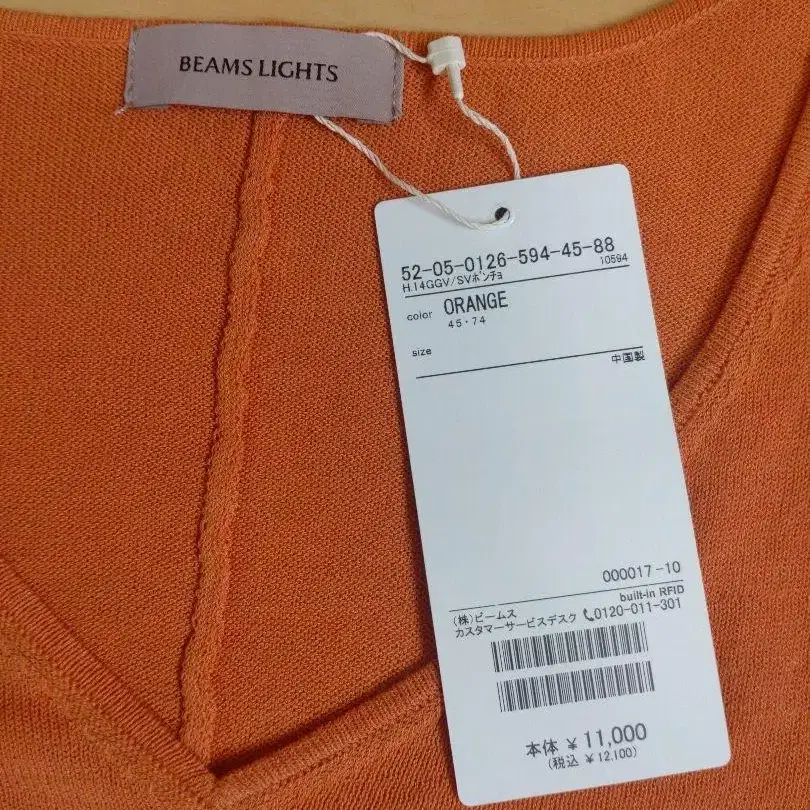 BEAMS LIGHTS
52-05-0126-594-45-88
H.14GGV/SVポンチョ 10594
color ORANGE
45・74
size
中国製
000017-10
built-in RFID
(株)ビームス
カスタマーサービスデスク 0120-011-301
本体 ¥11,000
(税込 ¥12,100)